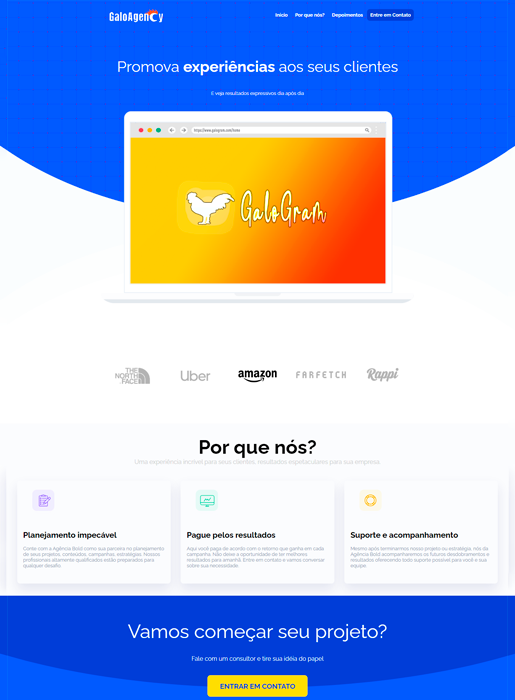 GaloAgency
Início Por que nós? Depoimentos Entre em Contato
Promova experiências aos seus clientes
E veja resultados expressivos dia após dia
https://www.galogram.com/home
GaloGram
THE
NORTH
FACE
Uber
amazon
FARFETCH
Rappi
Por que nós?
Uma experiência incrível para seus clientes, resultados espetaculares para sua empresa
Planejamento impecável
Conte com a Agência Bold como sua parceira no planejamento
de seus projetos, conteúdos, campanhas, estratégias. Nossos
profissionais altamente qualificados estão preparados para
qualquer desafio.
Pague pelos resultados
Aqui você paga de acordo com o retorno que ganha em cada
campanha. Não deixe a oportunidade de ter melhores
resultados para amanhã. Entre em contato e vamos conversar
sobre sua necessidade.
Suporte e acompanhamento
Mesmo após terminarmos nosso projeto ou estratégia, nós da
Agência Bold acompanharemos os futuros desdobramentos e
resultados oferecendo todo suporte possível para você e sua
equipe.
Vamos começar seu projeto?
Fale com um consultor e tire sua idéia do papel
ENTRAR EM CONTATO